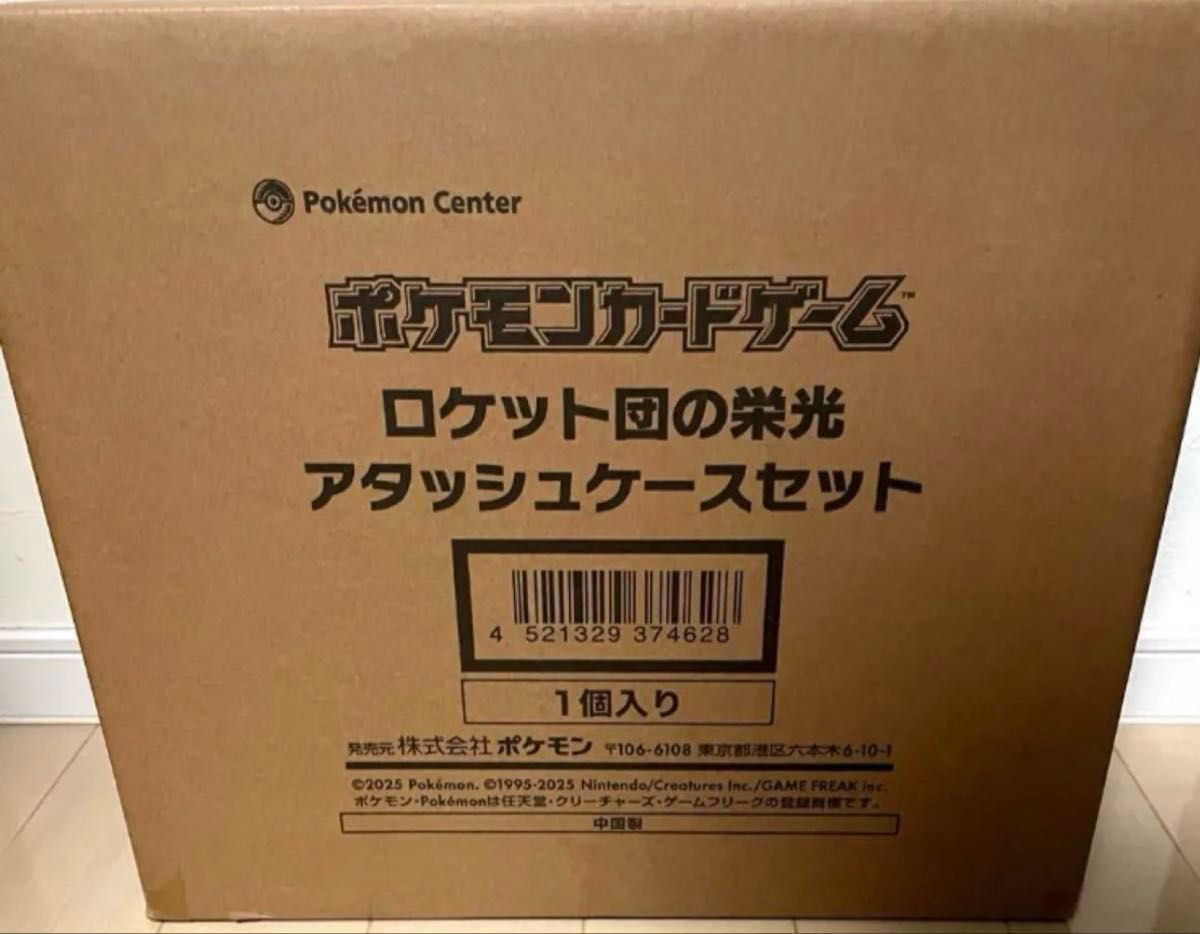 Pokémon Center
ポケモンカードゲーム™
ロケット団の栄光
アタッシュケースセット
4 521329 374628
1個入り
発売元 株式会社 ポケモン 〒106-6108 東京都港区六本木6-10-1
©2025 Pokémon. ©1995-2025 Nintendo/Creatures Inc./GAME FREAK inc.
ポケモン・Pokémonは任天堂・クリーチャーズ・ゲームフリークの登録商標です。
中国製